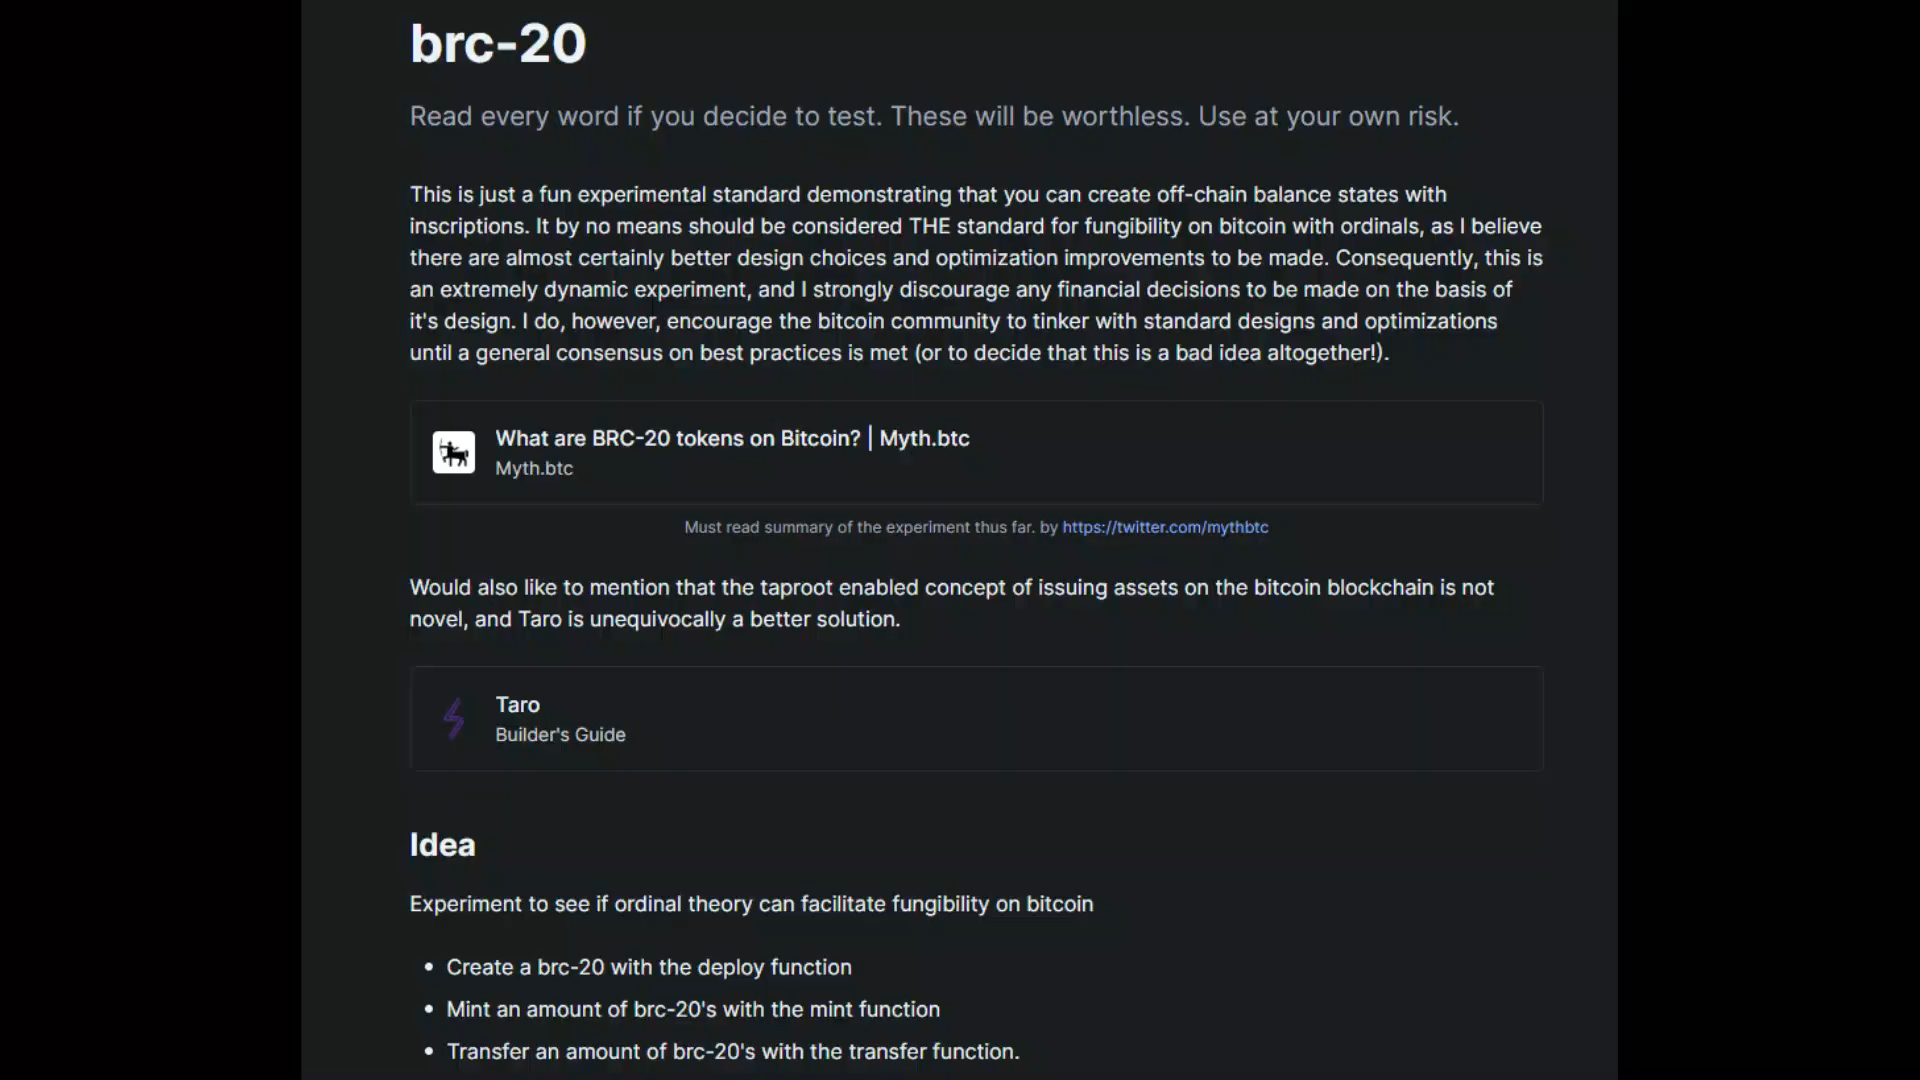 brc-20
Read every word if you decide to test. These will be worthless. Use at your own risk.
This is just a fun experimental standard demonstrating that you can create off-chain balance states with
inscriptions. It by no means should be considered THE standard for fungibility on bitcoin with ordinals, as I believe
there are almost certainly better design choices and optimization improvements to be made. Consequently, this is
an extremely dynamic experiment, and I strongly discourage any financial decisions to be made on the basis of
it's design. I do, however, encourage the bitcoin community to tinker with standard designs and optimizations
until a general consensus on best practices is met (or to decide that this is a bad idea altogether!).
What are BRC-20 tokens on Bitcoin? | Myth.btc
Myth.btc
Must read summary of the experiment thus far. by https://twitter.com/mythbtc
Would also like to mention that the taproot enabled concept of issuing assets on the bitcoin blockchain is not
novel, and Taro is unequivocally a better solution.
Taro
Builder's Guide
Idea
Experiment to see if ordinal theory can facilitate fungibility on bitcoin
• Create a brc-20 with the deploy function
• Mint an amount of brc-20's with the mint function
• Transfer an amount of brc-20's with the transfer function.